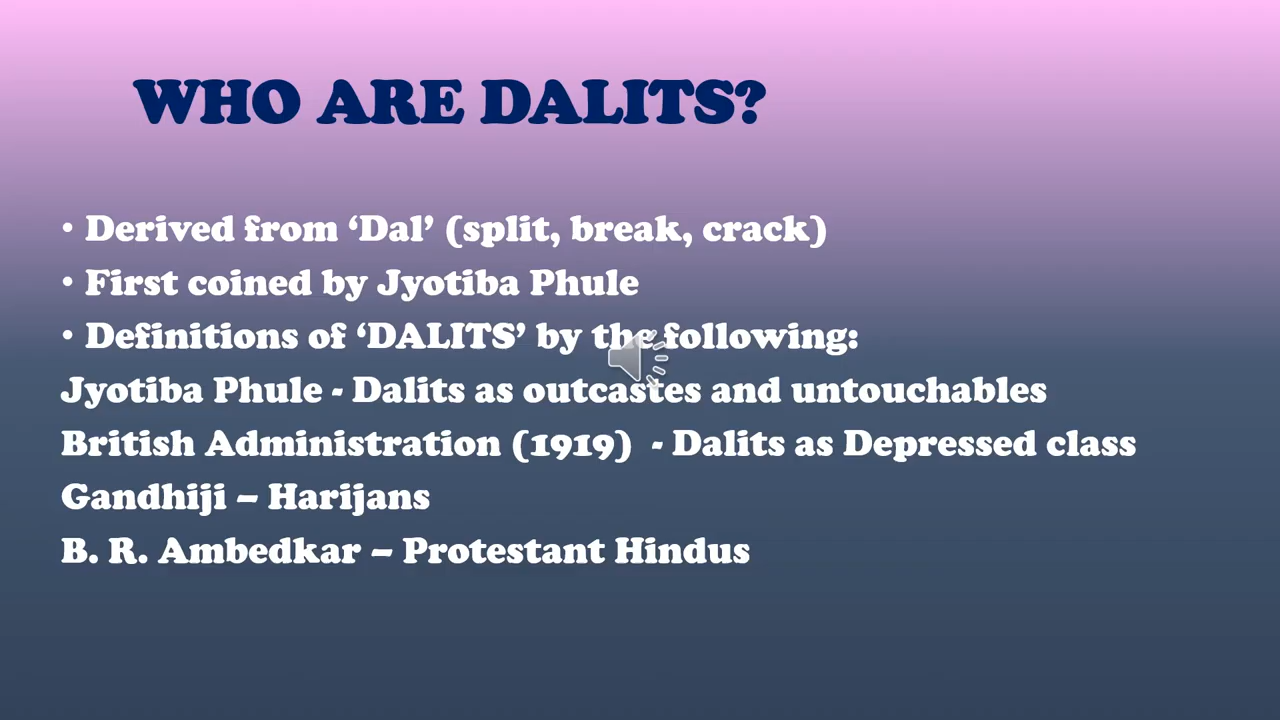 WHO ARE DALITS?
• Derived from ‘Dal’ (split, break, crack)
• First coined by Jyotiba Phule
• Definitions of ‘DALITS’ by the following:
Jyotiba Phule - Dalits as outcastes and untouchables
British Administration (1919)  - Dalits as Depressed class
Gandhiji – Harijans
B. R. Ambedkar – Protestant Hindus